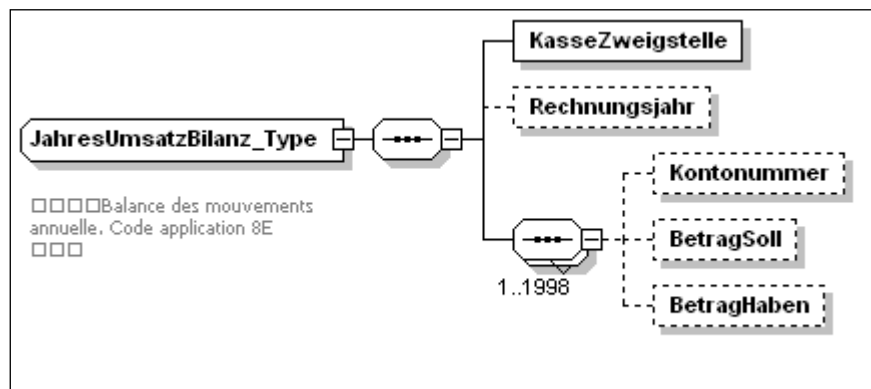 KasseZweigstelle
Rechnungsjahr
JahresUmsatzBilanz_Type
Kontonummer
□□□□Balance des mouvements
annuelle. Code application 8E
□□□
BetragSoll
1..1998
BetragHaben